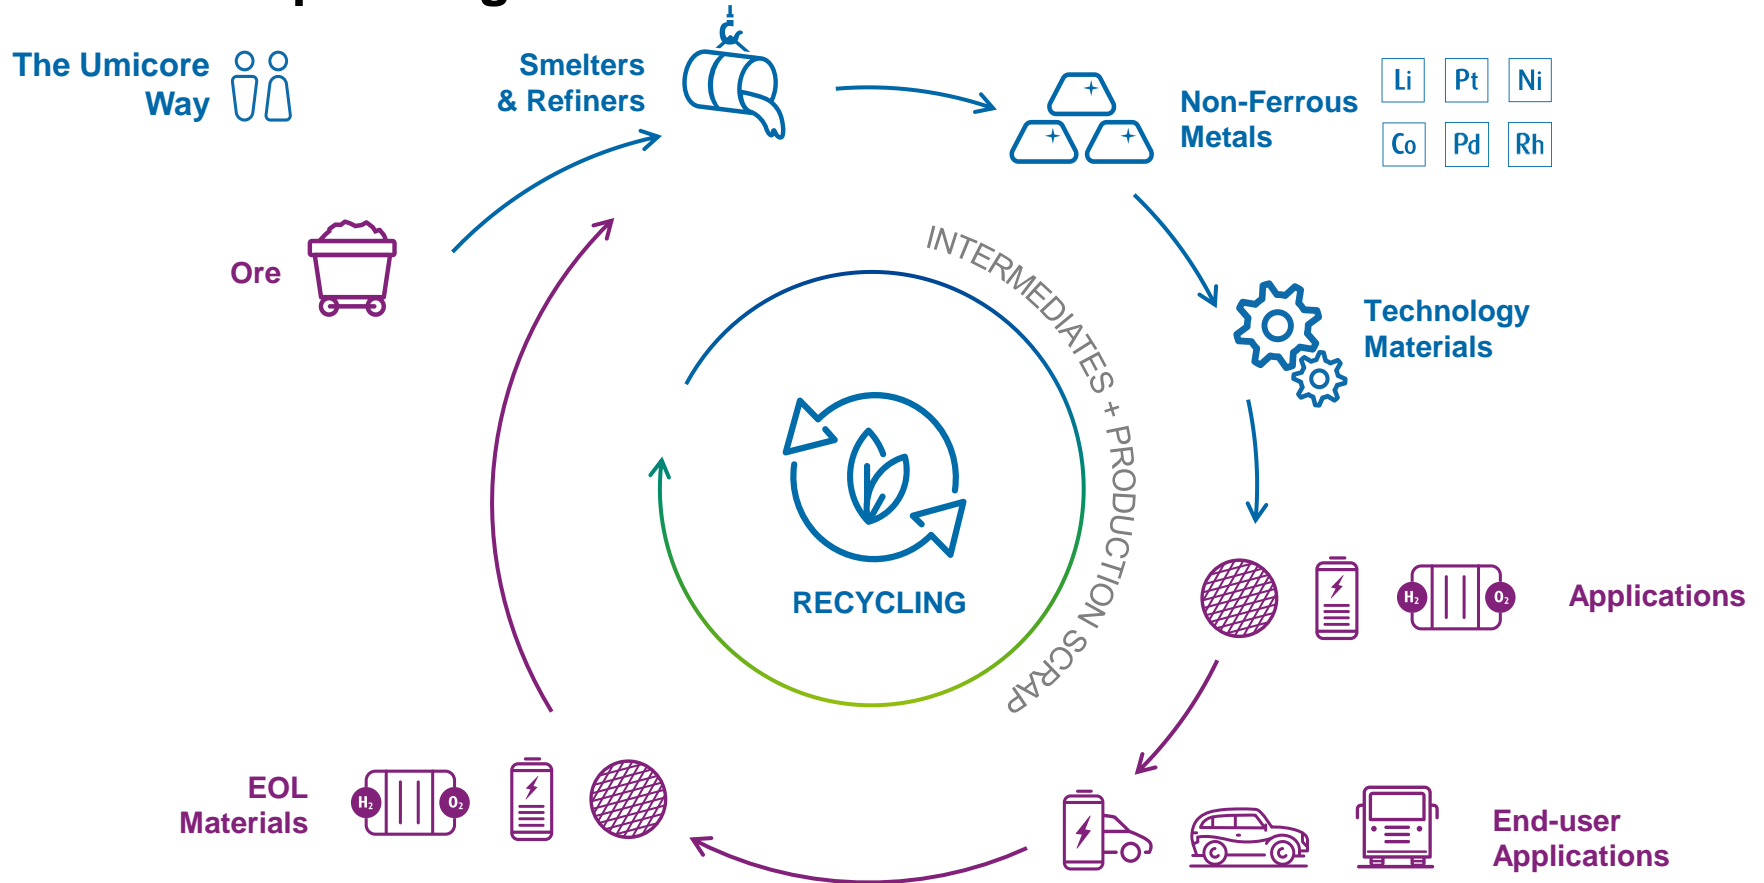 The Umicore
Way
Smelters
& Refiners
Non-Ferrous
Metals
Li Pt Ni
Co Pd Rh
Ore
INTERMEDIATES + PRODUCTION SCRAP
Technology
Materials
RECYCLING
H₂ O₂
Applications
EOL
Materials
H₂ O₂
End-user
Applications